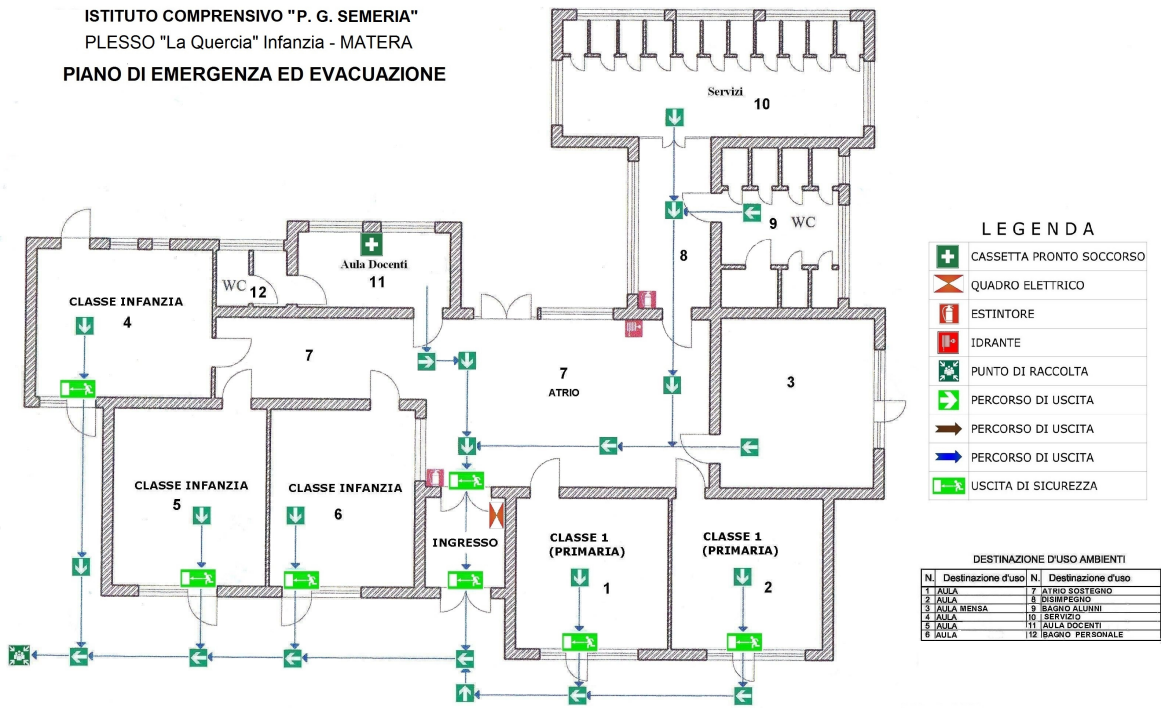 ISTITUTO COMPRENSIVO "P. G. SEMERIA"
PLESSO "La Quercia" Infanzia - MATERA
PIANO DI EMERGENZA ED EVACUAZIONE
Servizi
10
9
WC
8
Aula Docenti
11
WC
12
CLASSE INFANZIA
4
7
7
ATRIO
3
CLASSE INFANZIA
5
CLASSE INFANZIA
6
INGRESSO
CLASSE 1
(PRIMARIA)
1
CLASSE 1
(PRIMARIA)
2
LEGENDA
CASSETTA PRONTO SOCCORSO
QUADRO ELETTRICO
ESTINTORE
IDRANTE
PUNTO DI RACCOLTA
PERCORSO DI USCITA
PERCORSO DI USCITA
PERCORSO DI USCITA
USCITA DI SICUREZZA
DESTINAZIONE D'USO AMBIENTI
N. Destinazione d'uso N. Destinazione d'uso
1 AULA 7 ATRIO SOSTEGNO
2 AULA 8 DISIMPEGNO
3 AULA MENSA 9 BAGNO ALUNNI
4 AULA 10 SERVIZIO
5 AULA 11 AULA DOCENTI
6 AULA 12 BAGNO PERSONALE